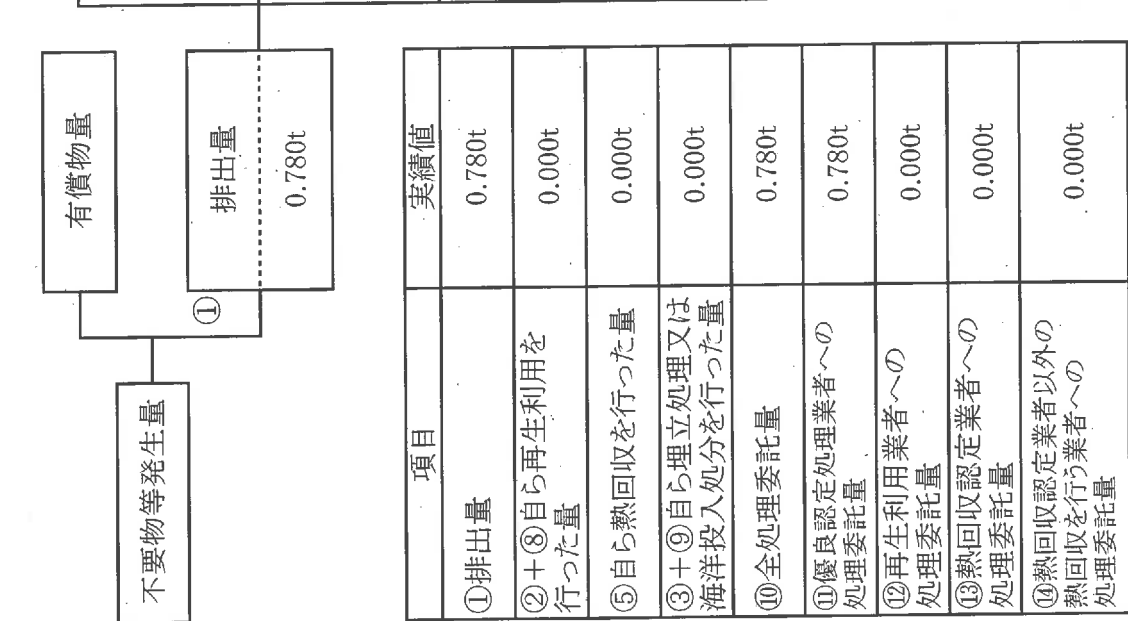 不要物等発生量
有償物量
①
排出量
0.780t
項目
実績値
①排出量
0.780t
②+⑧自ら再生利用を
行った量
0.000t
⑤自ら熱回収を行った量
0.000t
③+⑨自ら埋立処理又は
海洋投入処分を行った量
0.000t
⑩全処理委託量
0.780t
⑪優良認定処理業者への
処理委託量
0.780t
⑫再生利用業者への
処理委託量
0.000t
⑬熱回収認定業者への
処理委託量
0.000t
⑭熱回収認定業者以外の
熱回収を行う業者への
処理委託量
0.000t